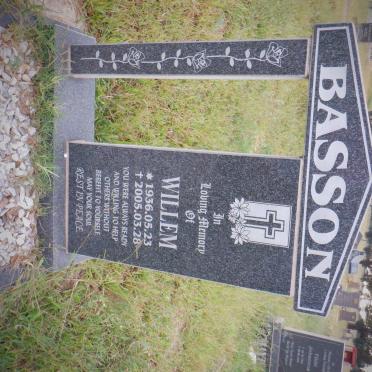 BASSON
In
Loving Memory
Of
WILLEM
* 1936.05.23
✝ 2005.03.28
YOU WERE ALWAYS READY
AND WILLING TO HELP
OTHERS WITHOUT
BENEFIT TO YOURSELF
MAY YOUR SOUL
REST IN PEACE